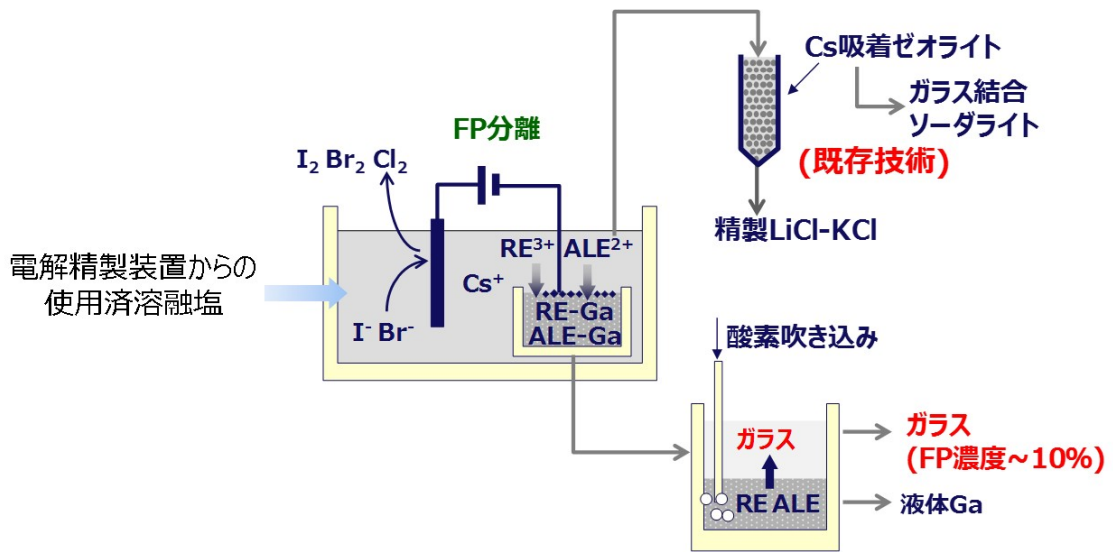 Cs吸着ゼオライト
ガラス結合
ソーダライト
(既存技術)
精製LiCl-KCl
FP分離
I₂ Br₂ Cl₂
RE³⁺ ALE²⁺
Cs⁺
RE-Ga
ALE-Ga
I⁻ Br⁻
電解精製装置からの
使用済溶融塩
酸素吹き込み
ガラス
RE ALE
ガラス
(FP濃度~10%)
液体Ga